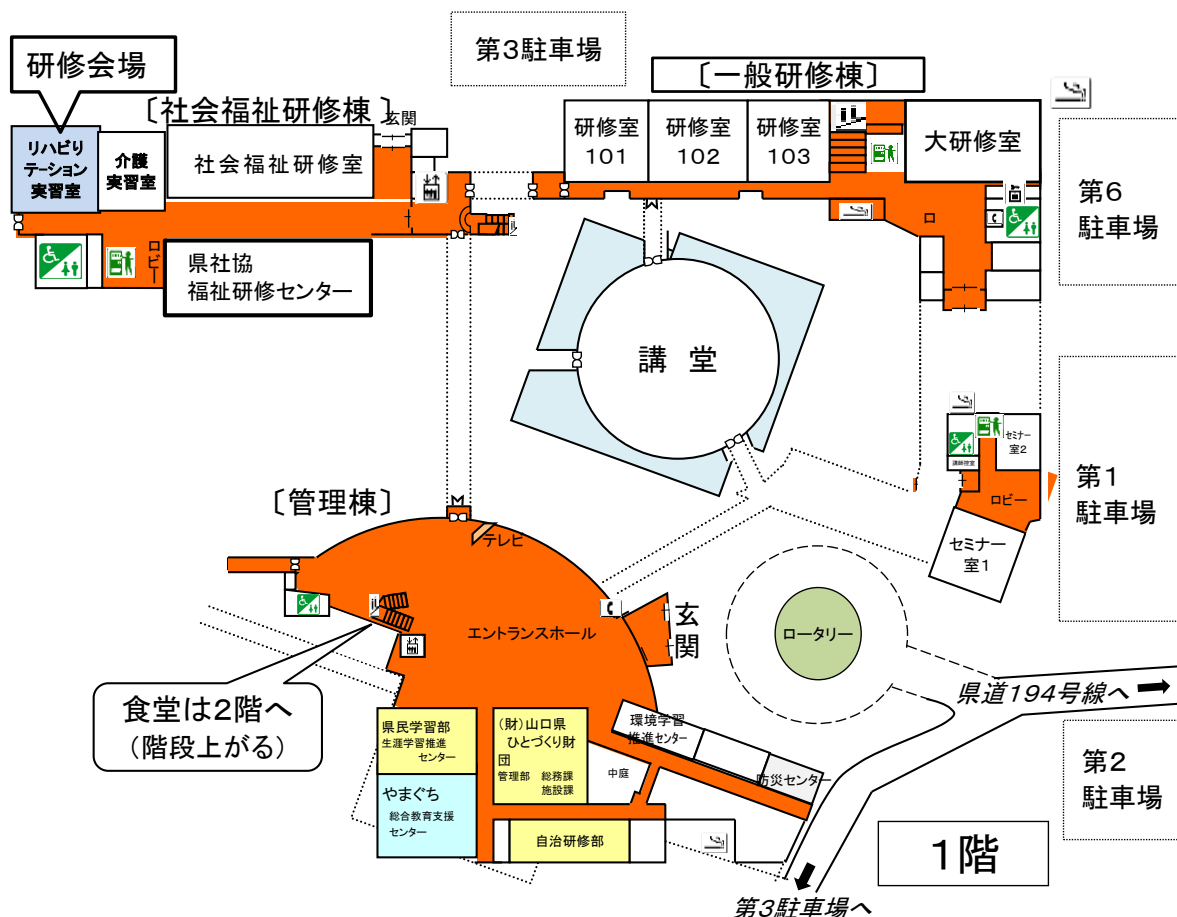 第3駐車場
研修会場
〔一般研修棟〕
〔社会福祉研修棟〕
玄関
リハビり
テーション
実習室
介護
実習室
社会福祉研修室
研修室
101
研修室
102
研修室
103
大研修室
第6
駐車場
ロ
ロビー
県社協
福祉研修センター
講 堂
セミナー
室2
講師控室
ロビー
セミナー
室1
第1
駐車場
〔管理棟〕
テレビ
エントランスホール
玄
関
ロータリー
食堂は2階へ
（階段上がる）
県道194号線へ
県民学習部
生涯学習推進
センター
（財）山口県
ひとづくり財
団
管理部 総務課
施設課
環境学習
推進センター
中庭
防災センター
第2
駐車場
やまぐち
総合教育支援
センター
自治研修部
1階
第3駐車場へ